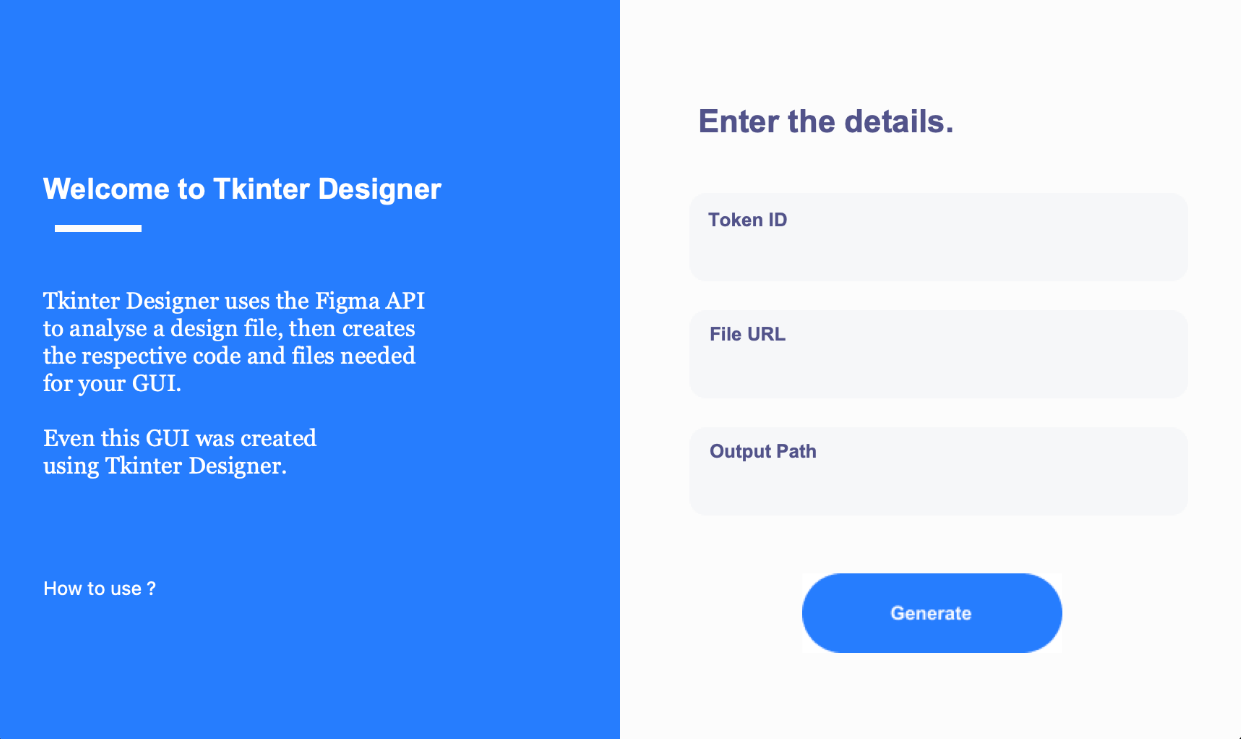 Welcome to Tkinter Designer
Tkinter Designer uses the Figma API
to analyse a design file, then creates
the respective code and files needed
for your GUI.
Even this GUI was created
using Tkinter Designer.
How to use ?
Enter the details.
Token ID
File URL
Output Path
Generate